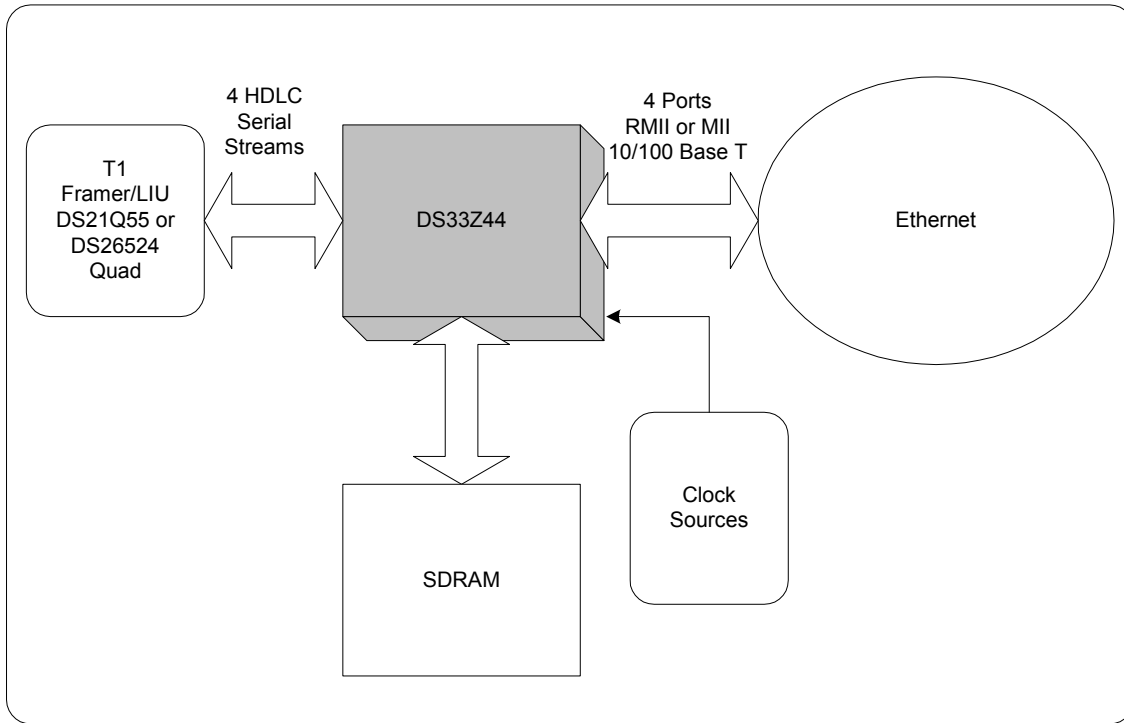 4 HDLC
Serial
Streams
4 Ports
RMII or MII
10/100 Base T
T1
Framer/LIU
DS21Q55 or
DS26524
Quad
DS33Z44
Ethernet
Clock
Sources
SDRAM